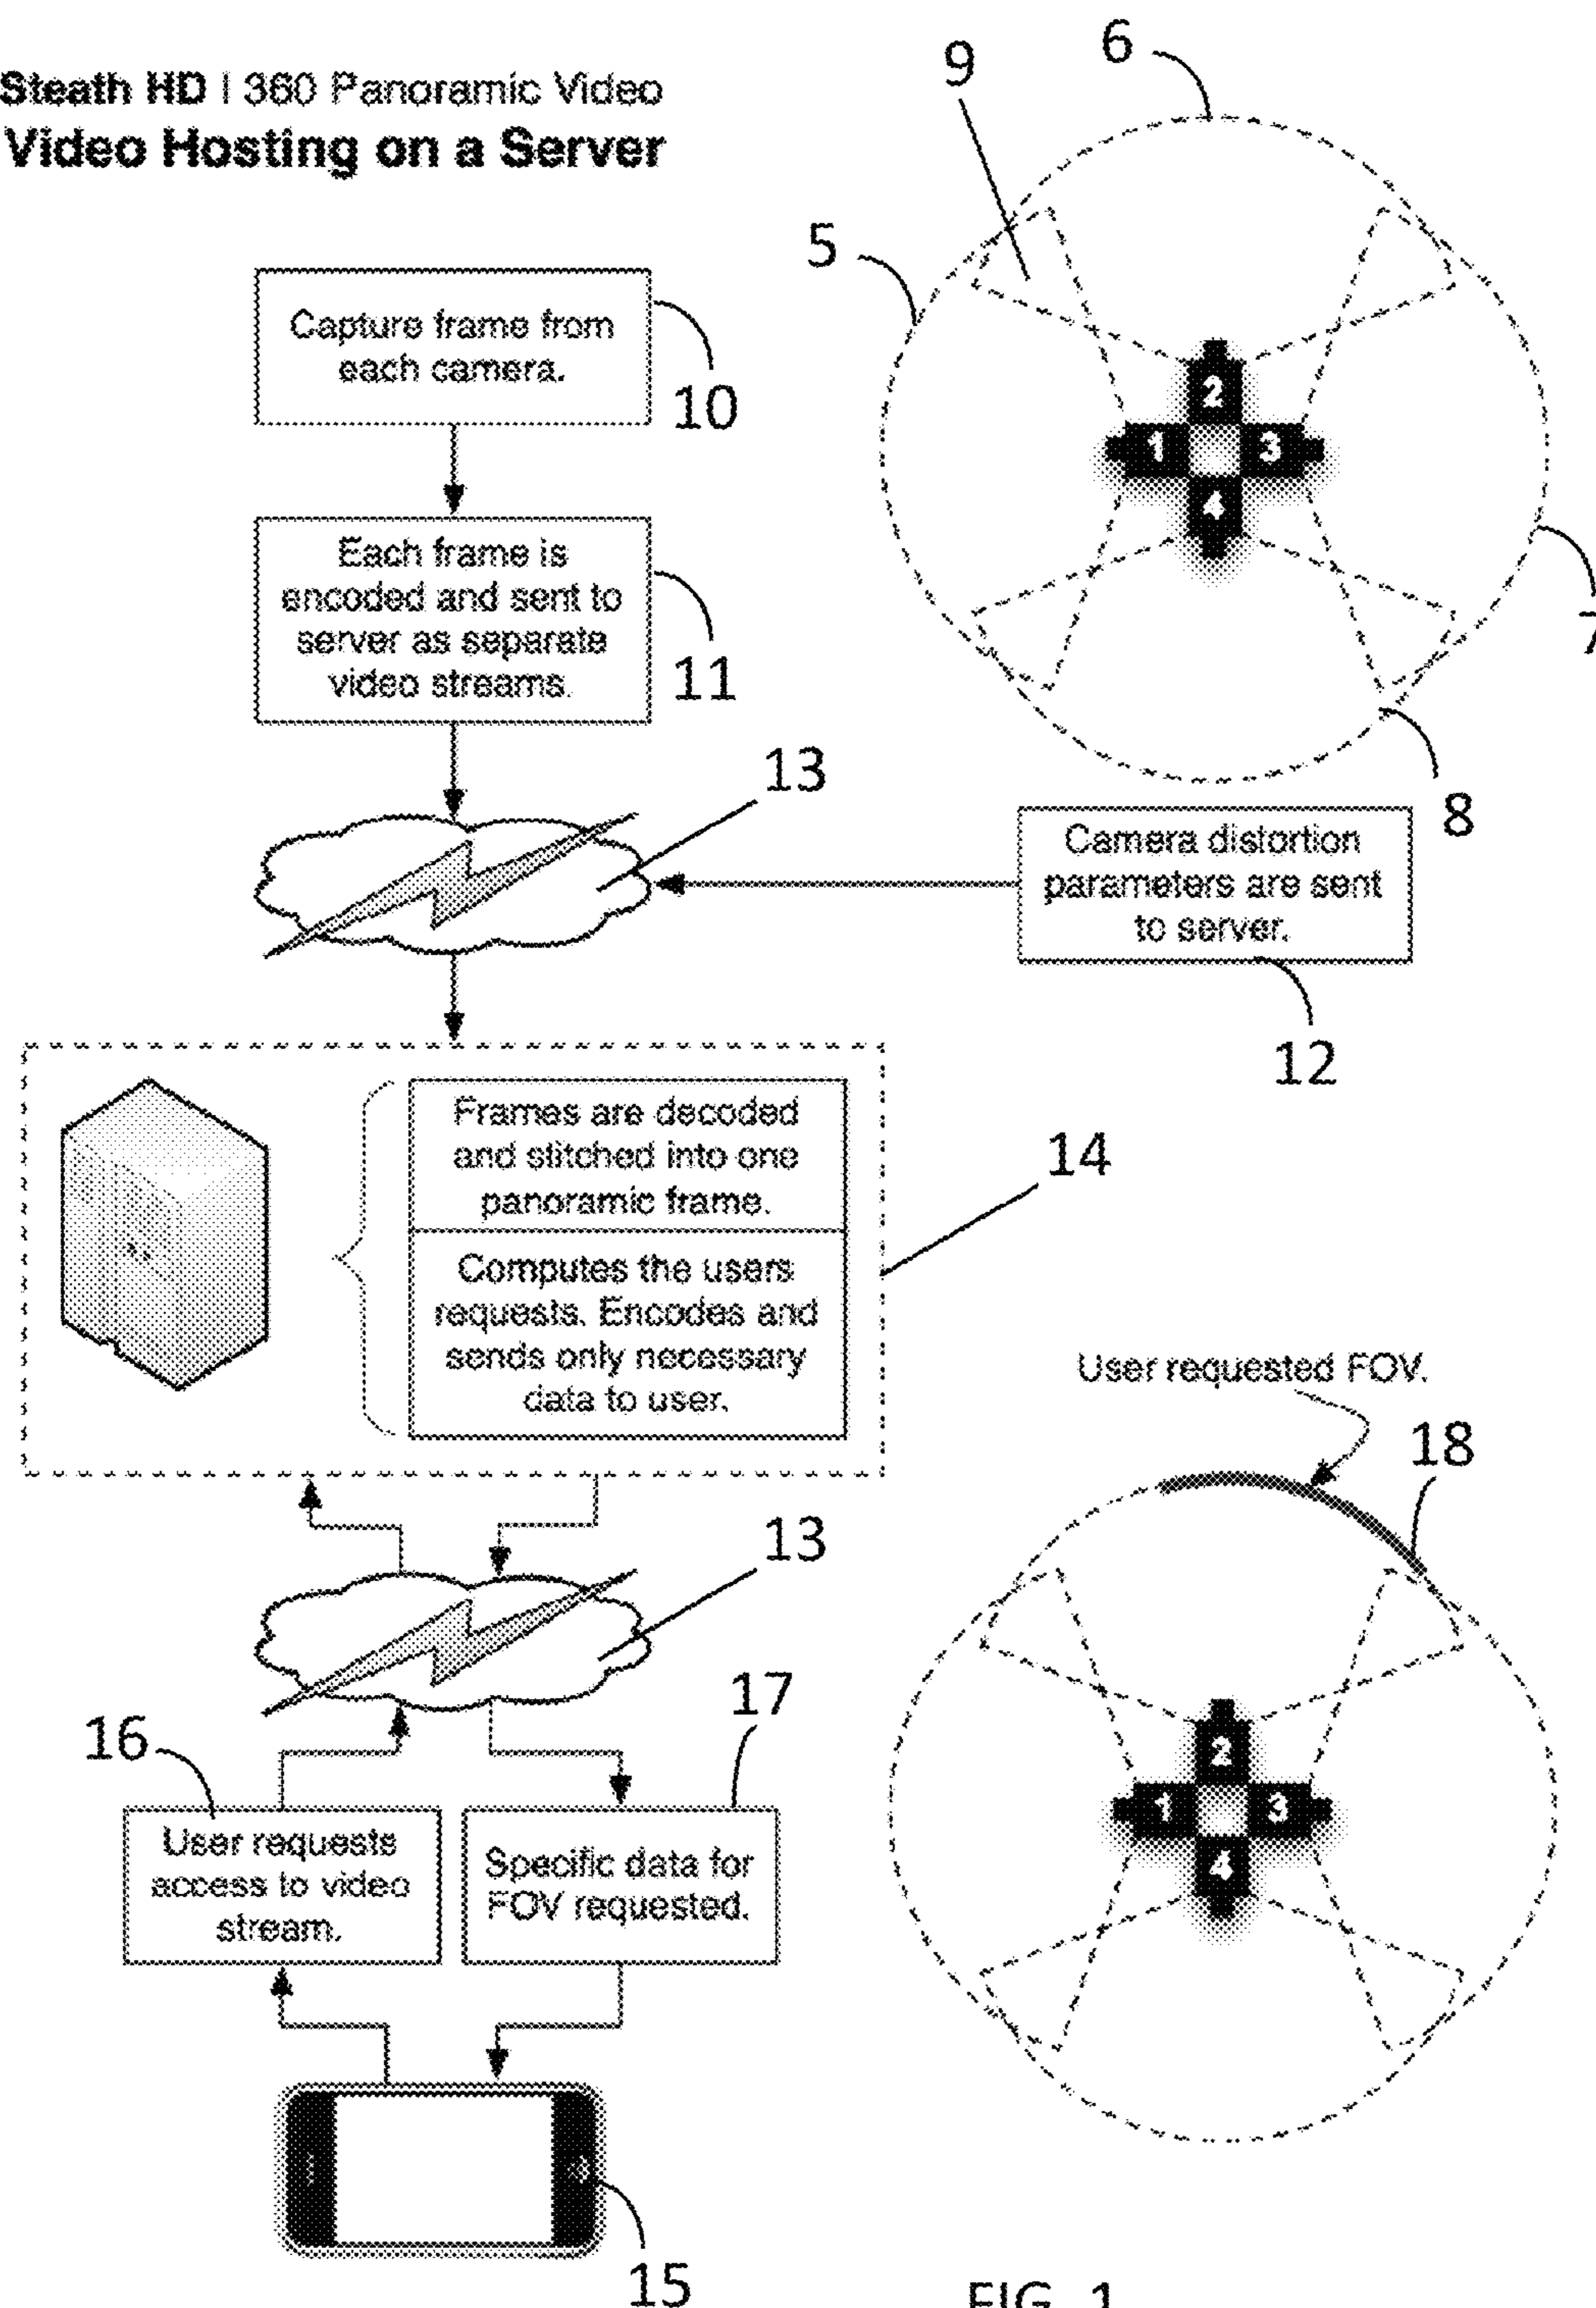 Steath HD | 360 Panoramic Video
Video Hosting on a Server
9
6
5
Capture frame from
each camera.
10
2
1
3
4
7
Each frame is
encoded and sent to
server as separate
video streams.
11
13
8
Camera distortion
parameters are sent
to server.
12
Frames are decoded
and stitched into one
panoramic frame.
14
Computes the users
requests. Encodes and
sends only necessary
data to user.
User requested FOV.
18
13
17
16
User requests
access to video
stream.
Specific data for
FOV requested.
2
1
3
4
15
FIG. 1